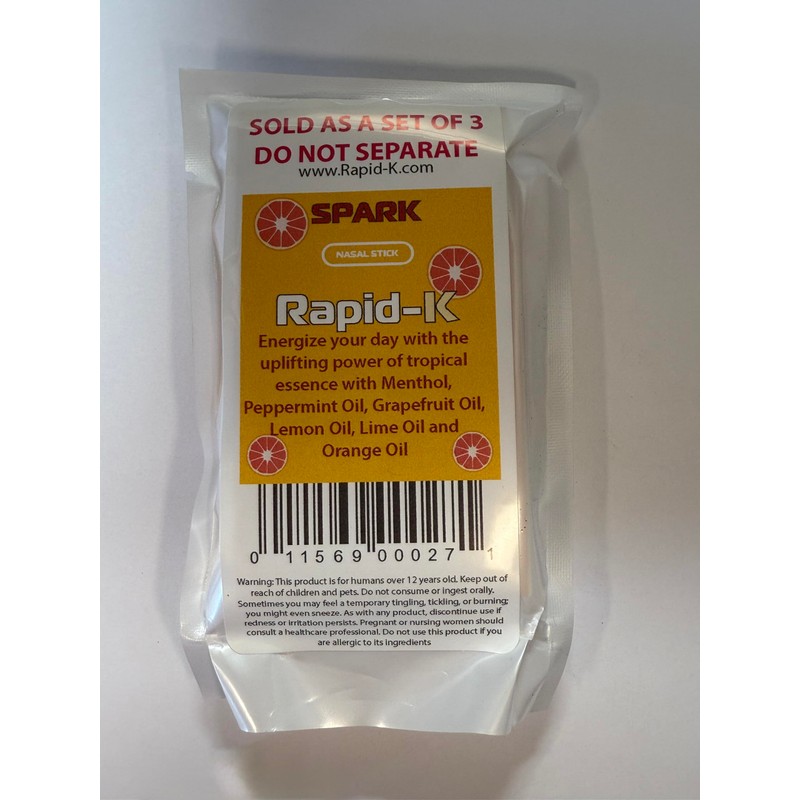 SOLD AS A SET OF 3
DO NOT SEPARATE
www.Rapid-K.com
SPARK
NASAL STICK
Rapid-K
Energize your day with the
uplifting power of tropical
essence with Menthol,
Peppermint Oil, Grapefruit Oil,
Lemon Oil, Lime Oil and
Orange Oil
0 11569 00027 1
Warning: This product is for humans over 12 years old. Keep out of
reach of children and pets. Do not consume or ingest orally.
Sometimes you may feel a temporary tingling, tickling, or burning;
you might even sneeze. As with any product, discontinue use if
redness or irritation persists. Pregnant or nursing women should
consult a healthcare professional. Do not use this product if you
are allergic to its ingredients